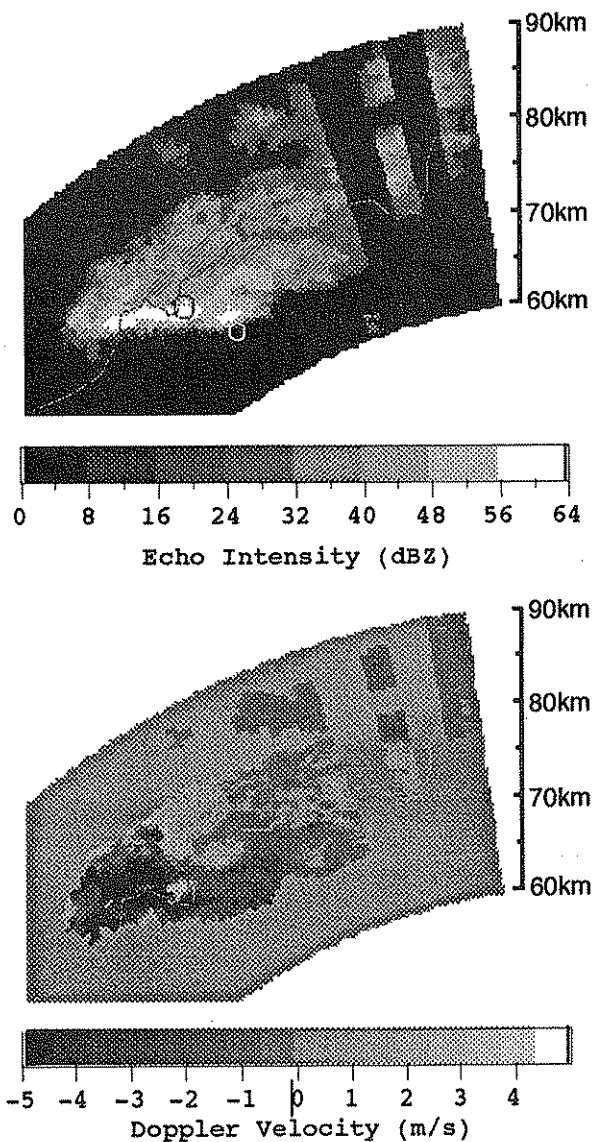 90km
80km
70km
60km
0 8 16 24 32 40 48 56 64
Echo Intensity (dBZ)
90km
80km
70km
60km
-5 -4 -3 -2 -1 0 1 2 3 4
Doppler Velocity (m/s)